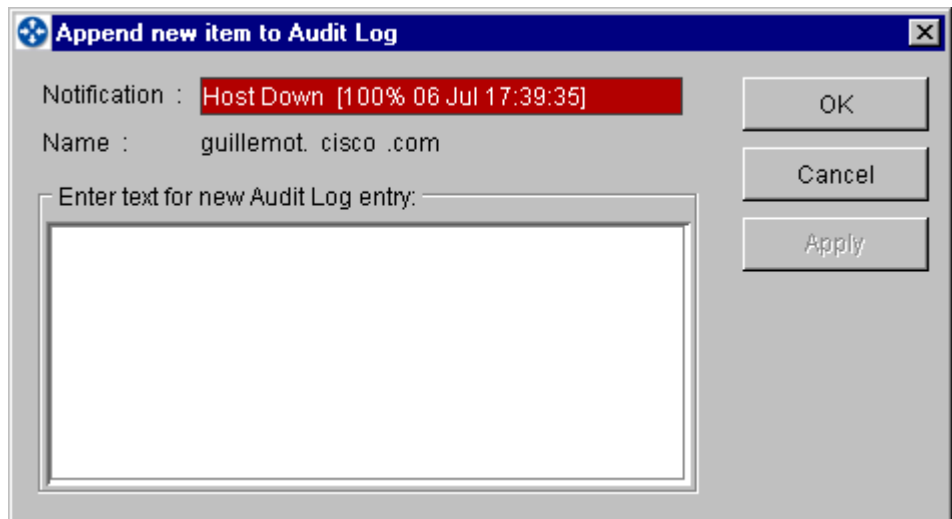 Append new item to Audit Log
Notification : Host Down [100% 06 Jul 17:39:35]
OK
Name : guillemot. cisco .com
Cancel
Enter text for new Audit Log entry:
Apply